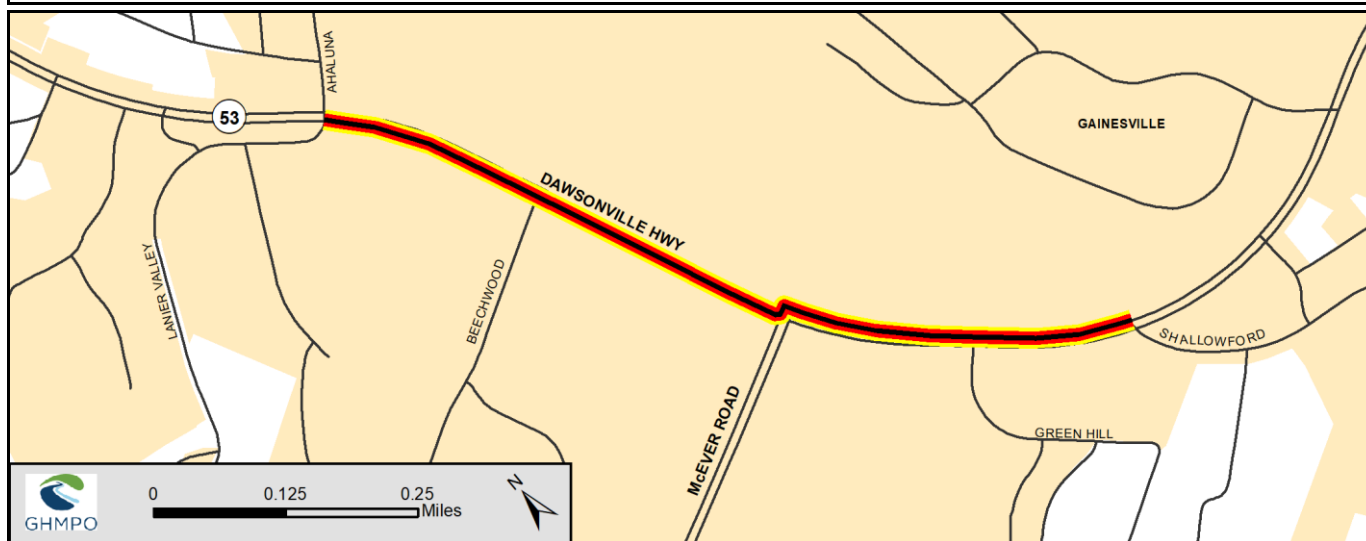 AHALUNA
53
GAINESVILLE
DAWSONVILLE HWY
LANIER VALLEY
BEECHWOOD
SHALLOWFORD
McEVER ROAD
GREEN HILL
GHMPO
0 0.125 0.25
Miles
N